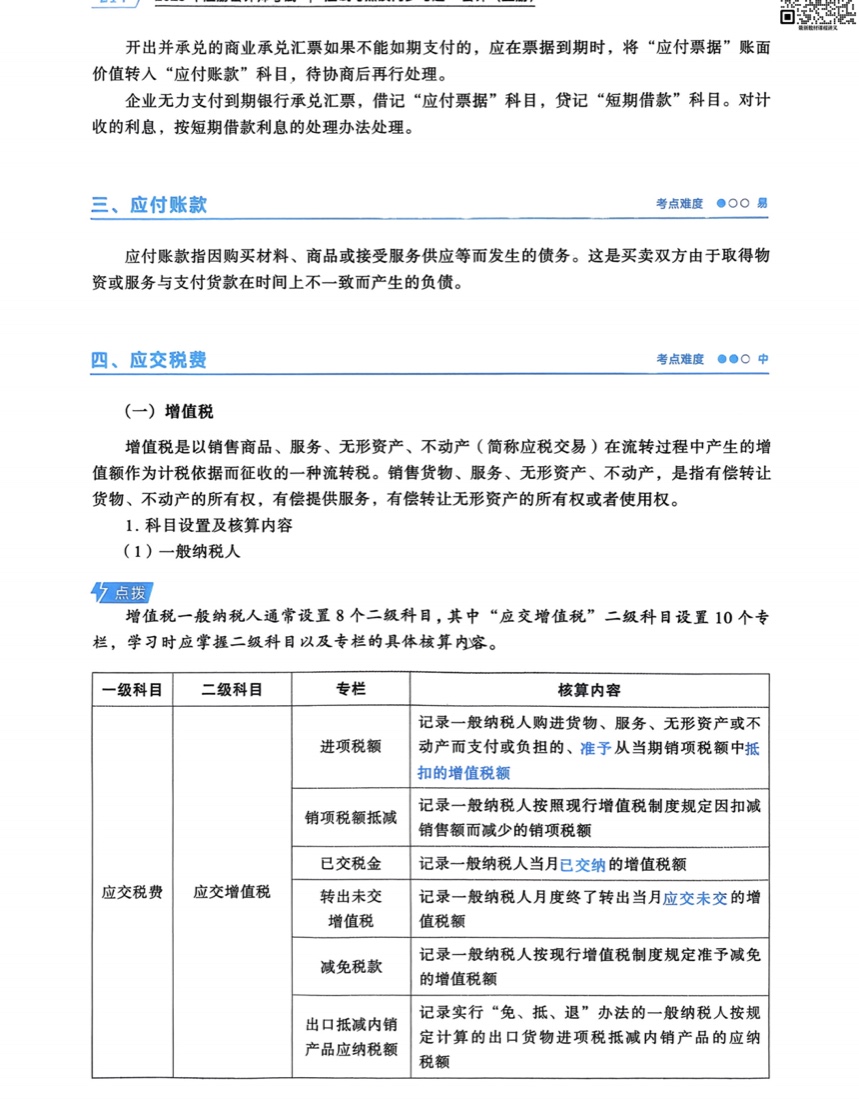 开出并承兑的商业承兑汇票如果不能如期支付的，应在票据到期时，将“应付票据”账面
价值转入“应付账款”科目，待协商后再行处理。
企业无力支付到期银行承兑汇票，借记“应付票据”科目，贷记“短期借款”科目。对计
收的利息，按短期借款利息的处理办法处理。
三、应付账款
考点难度 易
应付账款指因购买材料、商品或接受服务供应等而发生的债务。这是买卖双方由于取得物
资或服务与支付货款在时间上不一致而产生的负债。
四、应交税费
考点难度 中
（一）增值税
增值税是以销售商品、服务、无形资产、不动产（简称应税交易）在流转过程中产生的增
值额作为计税依据而征收的一种流转税。销售货物、服务、无形资产、不动产，是指有偿转让
货物、不动产的所有权，有偿提供服务，有偿转让无形资产的所有权或者使用权。
1.科目设置及核算内容
（1）一般纳税人
点拨
增值税一般纳税人通常设置8个二级科目，其中“应交增值税”二级科目设置10个专
栏，学习时应掌握二级科目以及专栏的具体核算内容。
一级科目 二级科目 专栏 核算内容
应交税费
应交增值税
进项税额
记录一般纳税人购进货物、服务、无形资产或不
动产而支付或负担的、准予从当期销项税额中抵
扣的增值税额
销项税额抵减
记录一般纳税人按照现行增值税制度规定因扣减
销售额而减少的销项税额
已交税金
记录一般纳税人当月已交纳的增值税额
转出未交
增值税
记录一般纳税人月度终了转出当月应交未交的增
值税额
减免税款
记录一般纳税人按现行增值税制度规定准予减免
的增值税额
出口抵减内销
产品应纳税额
记录实行“免、抵、退”办法的一般纳税人按规
定计算的出口货物进项税抵减内销产品的应纳
税额